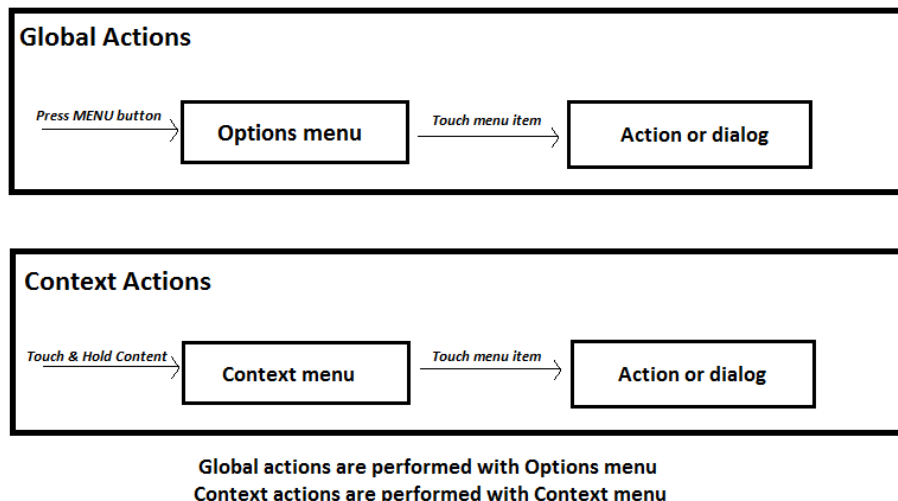 Global Actions
Press MENU button
Options menu
Touch menu item
Action or dialog
Context Actions
Touch & Hold Content
Context menu
Touch menu item
Action or dialog
Global actions are performed with Options menu
Context actions are performed with Context menu